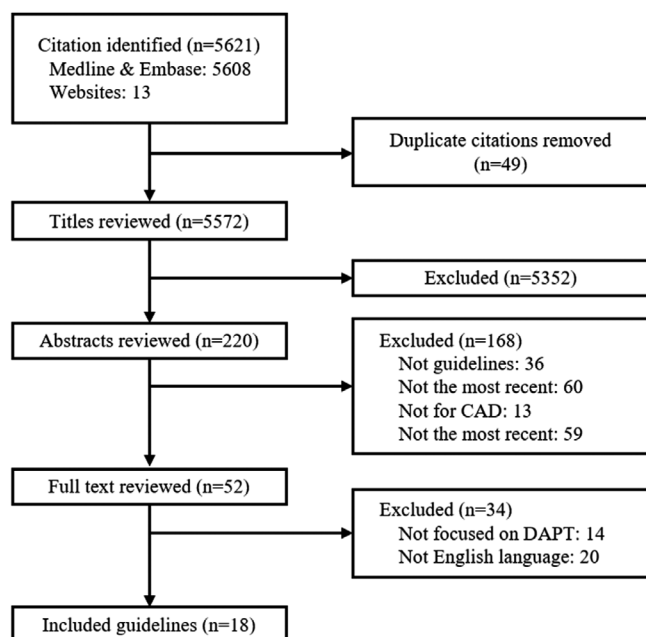 Citation identified (n=5621)
Medline & Embase: 5608
Websites: 13
Duplicate citations removed
(n=49)
Titles reviewed (n=5572)
Excluded (n=5352)
Abstracts reviewed (n=220)
Excluded (n=168)
Not guidelines: 36
Not the most recent: 60
Not for CAD: 13
Not the most recent: 59
Full text reviewed (n=52)
Excluded (n=34)
Not focused on DAPT: 14
Not English language: 20
Included guidelines (n=18)